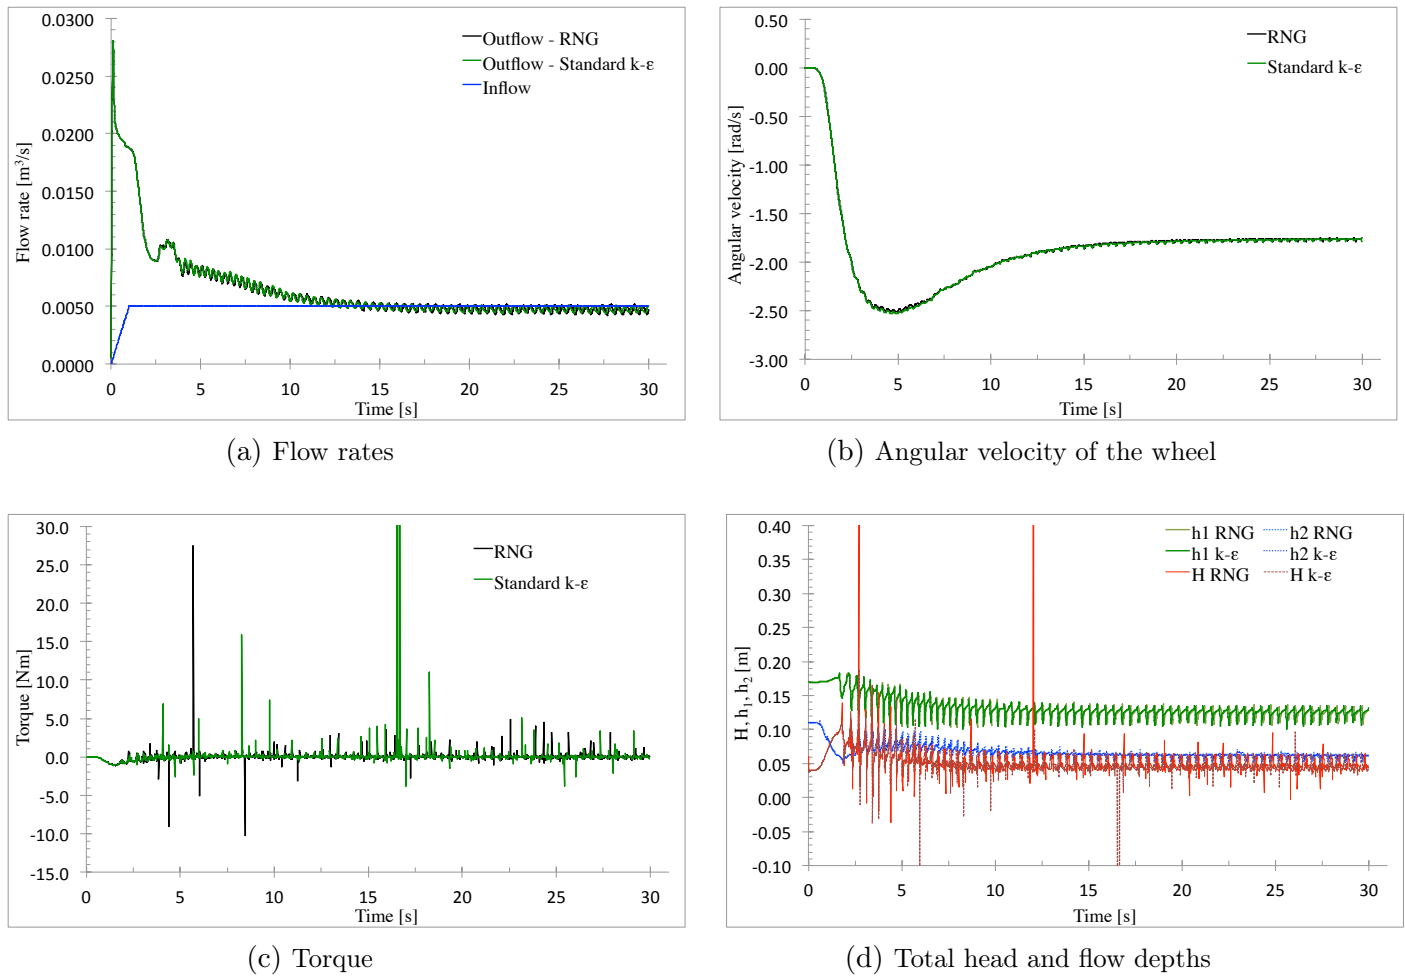 0.0300
0.0250
0.0200
0.0150
0.0100
0.0050
0.0000
Flow rate [m³/s]
Outflow - RNG
Outflow - Standard k-ε
Inflow
0 5 10 15 20 25 30
Time [s]
(a) Flow rates
0.50
0.00
-0.50
-1.00
-1.50
-2.00
-2.50
-3.00
Angular velocity [rad/s]
RNG
Standard k-ε
0 5 10 15 20 25 30
Time [s]
(b) Angular velocity of the wheel
30.0
25.0
20.0
15.0
10.0
5.0
0.0
-5.0
-10.0
-15.0
Torque [Nm]
RNG
Standard k-ε
0 5 10 15 20 25 30
Time [s]
(c) Torque
0.40
0.35
0.30
0.25
0.20
0.15
0.10
0.05
0.00
-0.05
-0.10
H, h₁, h₂ [m]
h1 RNG h2 RNG
h1 k-ε h2 k-ε
H RNG H k-ε
0 5 10 15 20 25 30
Time [s]
(d) Total head and flow depths